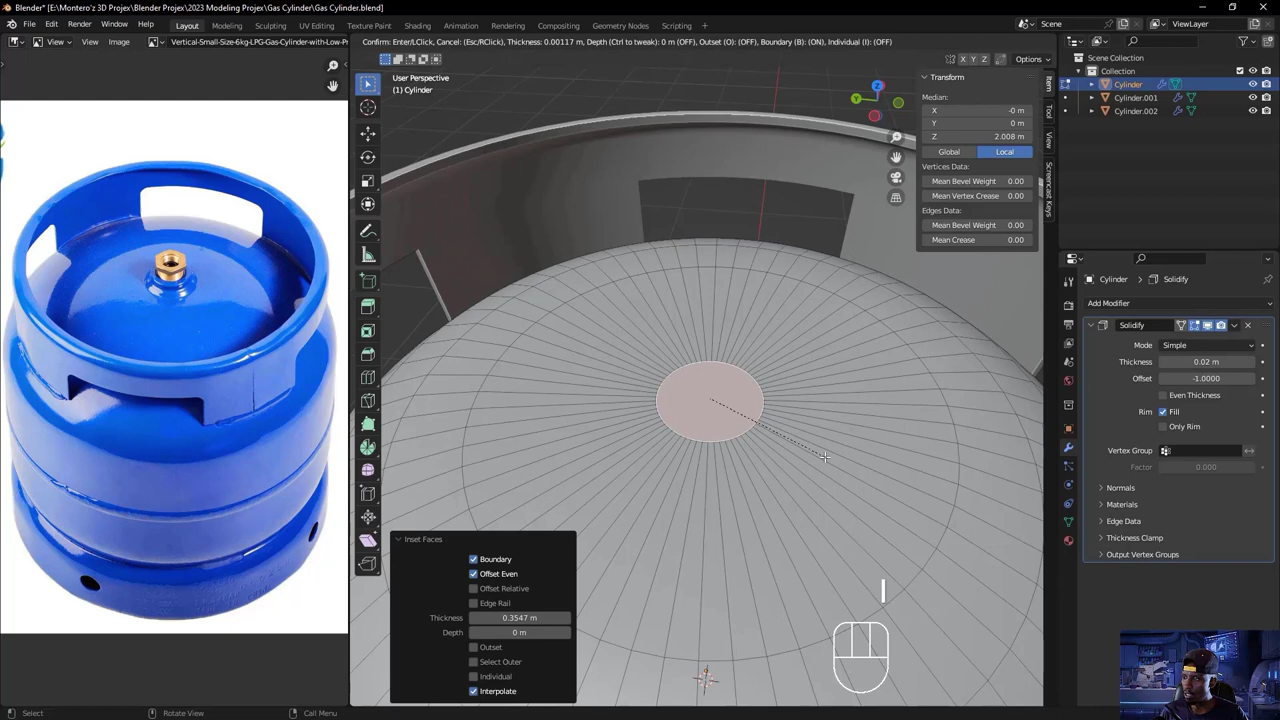 Blender* [E:\Montero'z 3D Projex\Blender Projex\2023 Modeling Projex\Gas Cylinder\Gas Cylinder.blend]
File Edit Render Window Help Layout Modeling Sculpting UV Editing Texture Paint Shading Animation Rendering Compositing Geometry Nodes Scripting + Scene ViewLayer
View View Image Vertical-Small-Size-6kg-LPG-Gas-Cylinder-with-Low-Pr
Confirm: Enter/LClick, Cancel: (Esc/RClick), Thickness: 0.00117 m, Depth (Ctrl to tweak): 0 m (OFF), Outset (O): (OFF), Boundary (B): (ON), Individual (I): (OFF)
X Y Z Options
User Perspective
(1) Cylinder
Z
Y
Transform
Median:
X -0 m
Y 0 m
Z 2.008 m
Global Local
Vertices Data:
Mean Bevel Weight 0.00
Mean Vertex Crease 0.00
Edges Data:
Mean Bevel Weight 0.00
Mean Crease 0.00
Item
Tool
View
Screencast Keys
Scene Collection
Collection
Cylinder
Cylinder.001
Cylinder.002
Cylinder Solidify
Add Modifier
Solidify
Mode Simple
Thickness 0.02 m
Offset -1.0000
Even Thickness
Rim Fill
Only Rim
Vertex Group
Factor 0.000
Normals
Materials
Edge Data
Thickness Clamp
Output Vertex Groups
Inset Faces
Boundary
Offset Even
Offset Relative
Edge Rail
Thickness 0.3547 m
Depth 0 m
Outset
Select Outer
Individual
Interpolate
I
Select Rotate View Call Menu